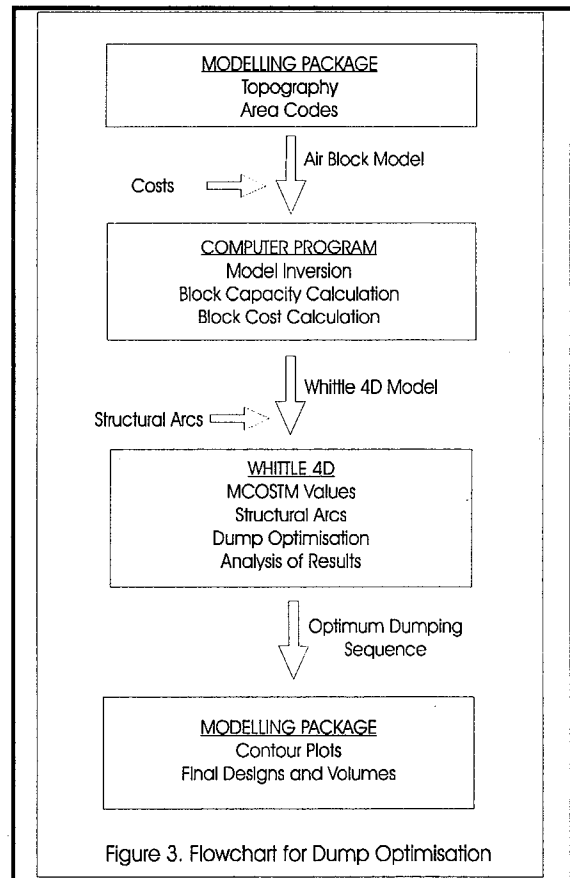 MODELLING PACKAGE
Topography
Area Codes
Air Block Model
Costs
COMPUTER PROGRAM
Model Inversion
Block Capacity Calculation
Block Cost Calculation
Whittle 4D Model
Structural Arcs
WHITTLE 4D
MCOSTM Values
Structural Arcs
Dump Optimisation
Analysis of Results
Optimum Dumping
Sequence
MODELLING PACKAGE
Contour Plots
Final Designs and Volumes
Figure 3. Flowchart for Dump Optimisation